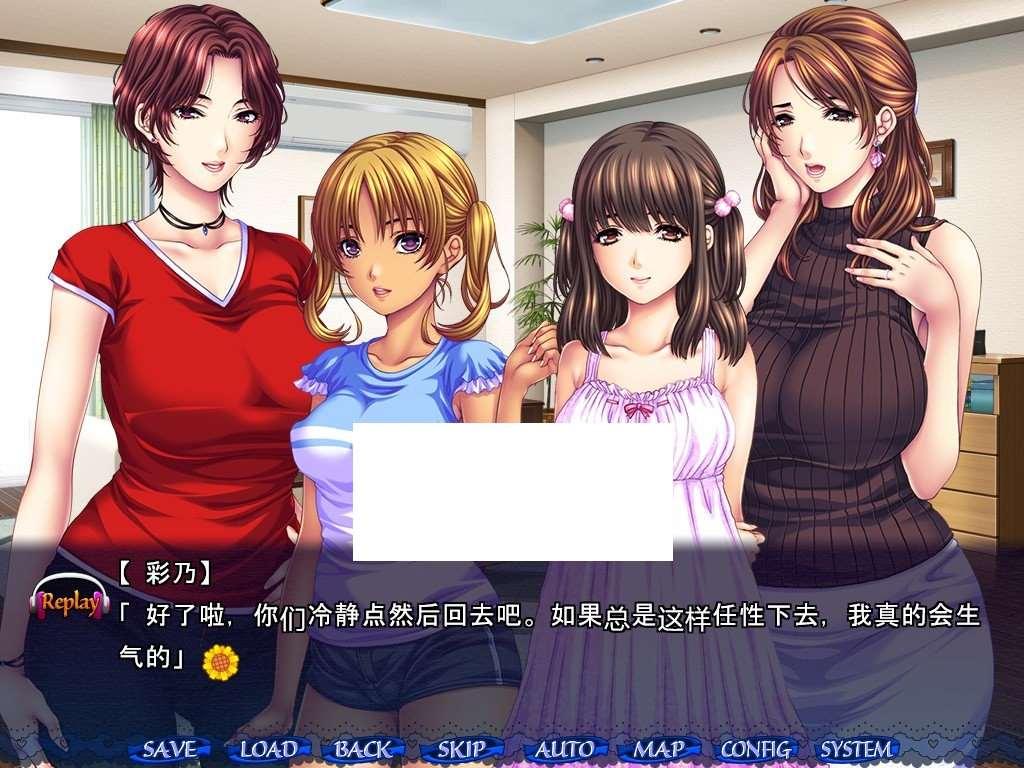 【 彩乃】
「 好了啦，你们冷静点然后回去吧。如果总是这样任性下去，我真的会生
气的」
Replay
SAVE LOAD BACK SKIP AUTO MAP CONFIG SYSTEM